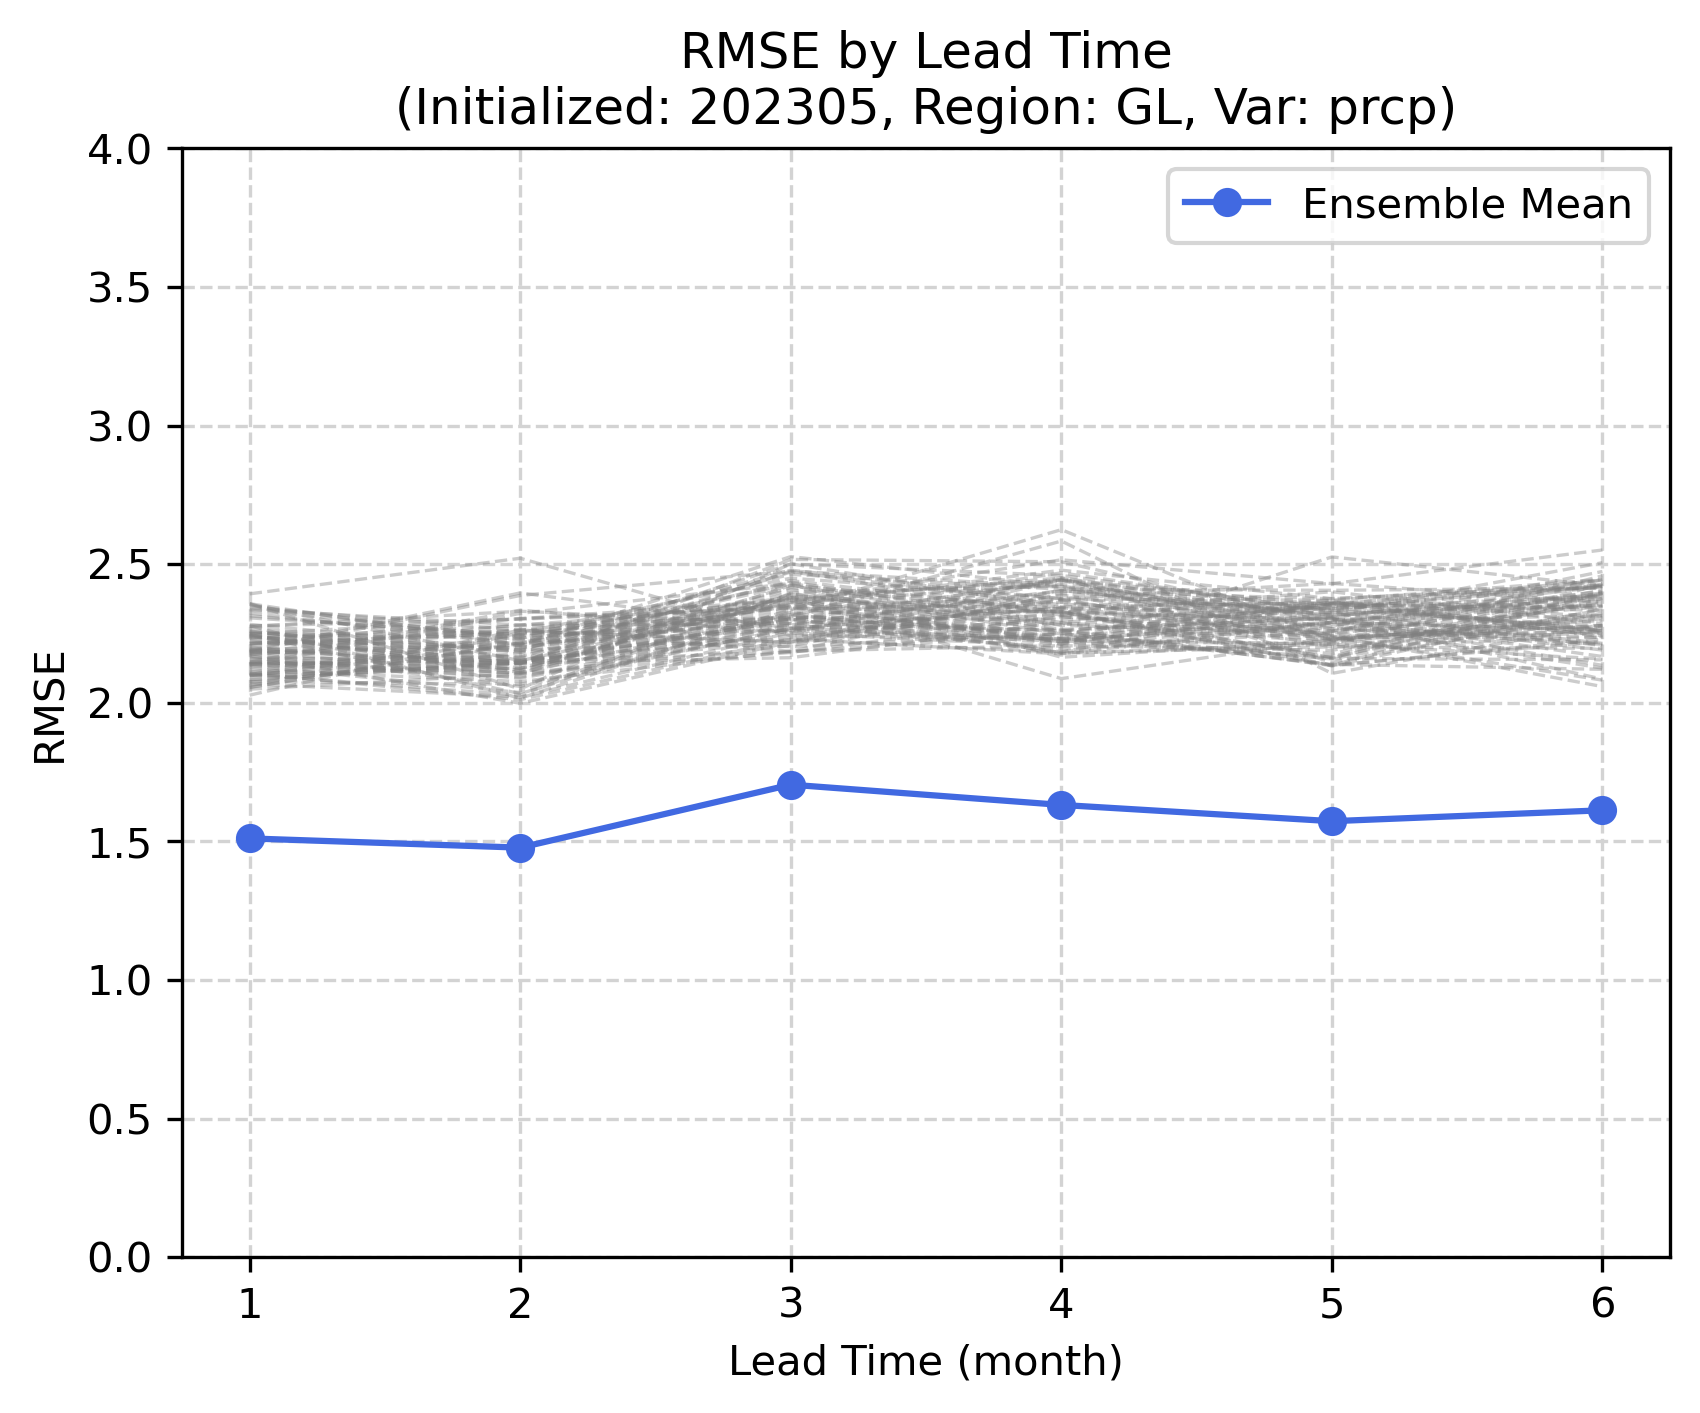 RMSE by Lead Time
(Initialized: 202305, Region: GL, Var: prcp)
Ensemble Mean
4.0
3.5
3.0
2.5
2.0
1.5
1.0
0.5
0.0
RMSE
1 2 3 4 5 6
Lead Time (month)